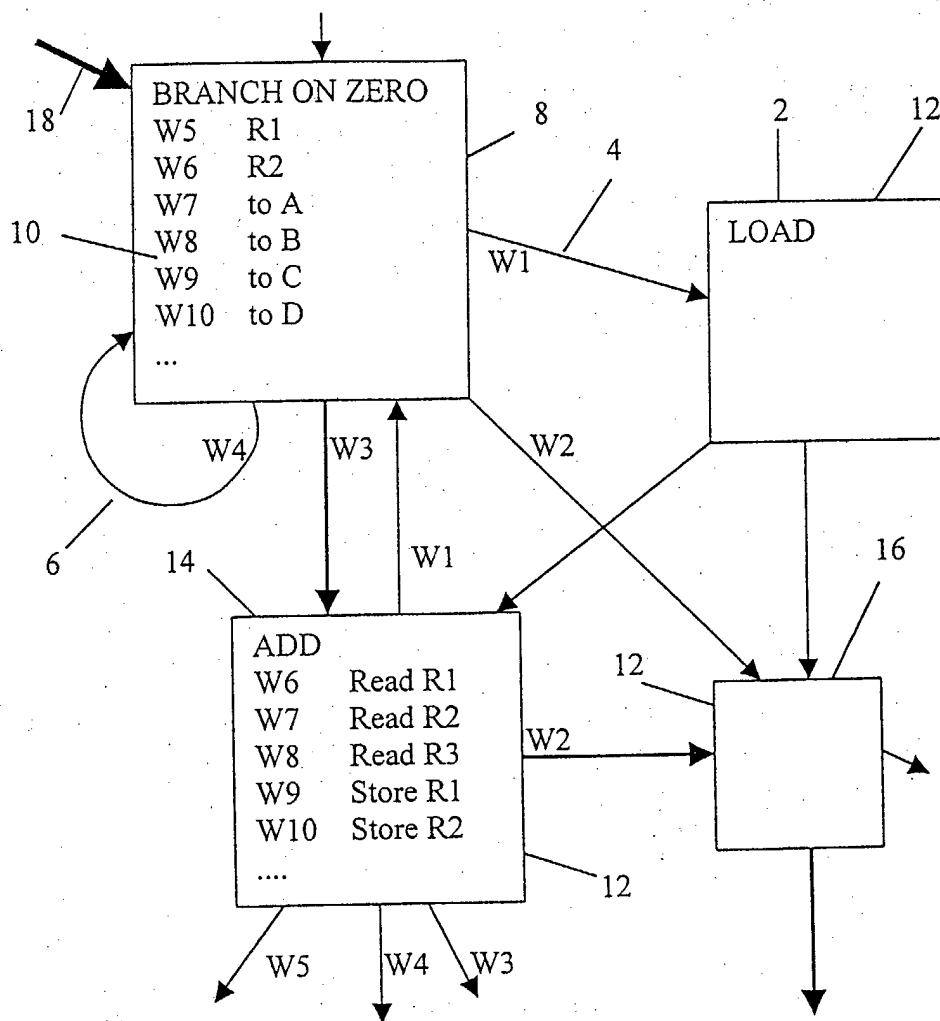 18
BRANCH ON ZERO
W5 R1
W6 R2
W7 to A
W8 to B
W9 to C
W10 to D
...
10
8
4
2
12
LOAD
W1
W4
W3
W2
6
W1
14
16
ADD
W6 Read R1
W7 Read R2
W8 Read R3
W9 Store R1
W10 Store R2
....
W2
12
12
W5
W4
W3